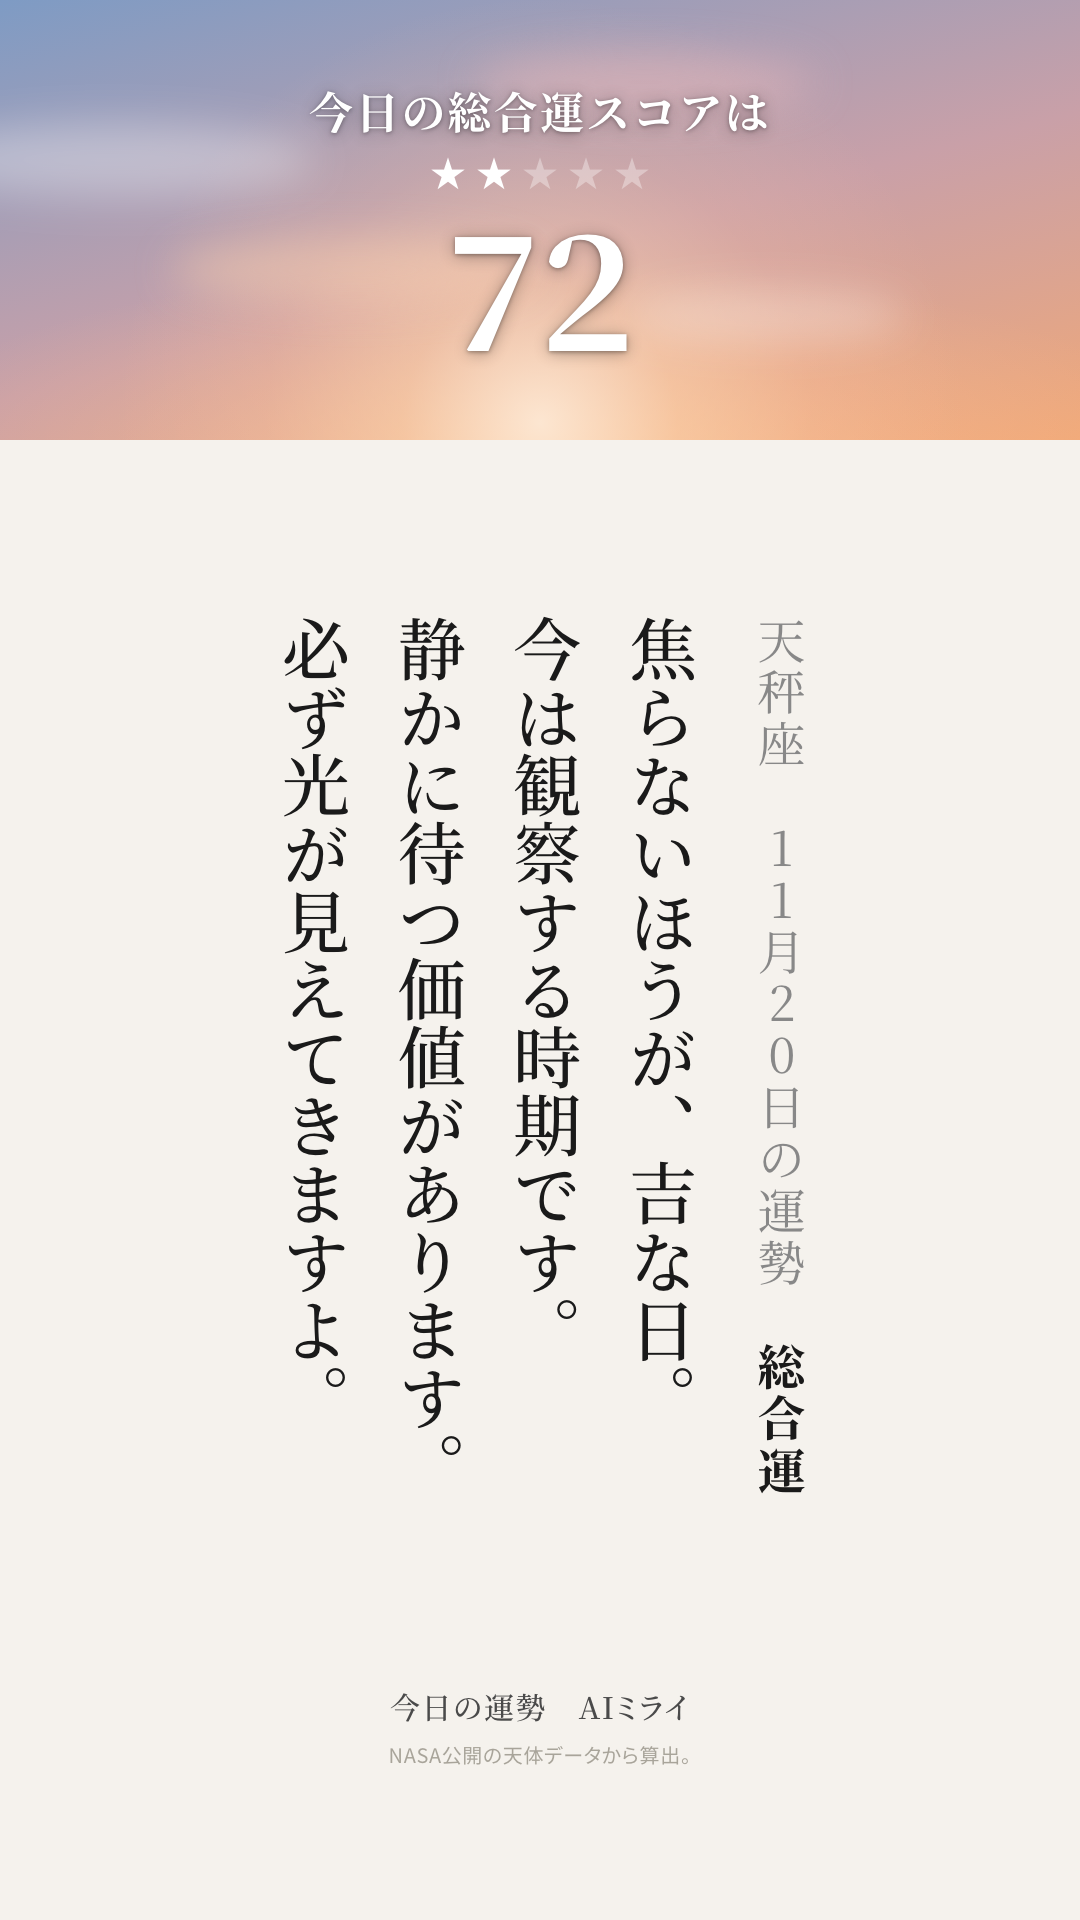 今日の総合運スコアは
★★★★★
72
天秤座　11月20日の運勢　総合運
焦らないほうが、吉な日。
今は観察する時期です。
静かに待つ価値があります。
必ず光が見えてきますよ。
今日の運勢　AIミライ
NASA公開の天体データから算出。